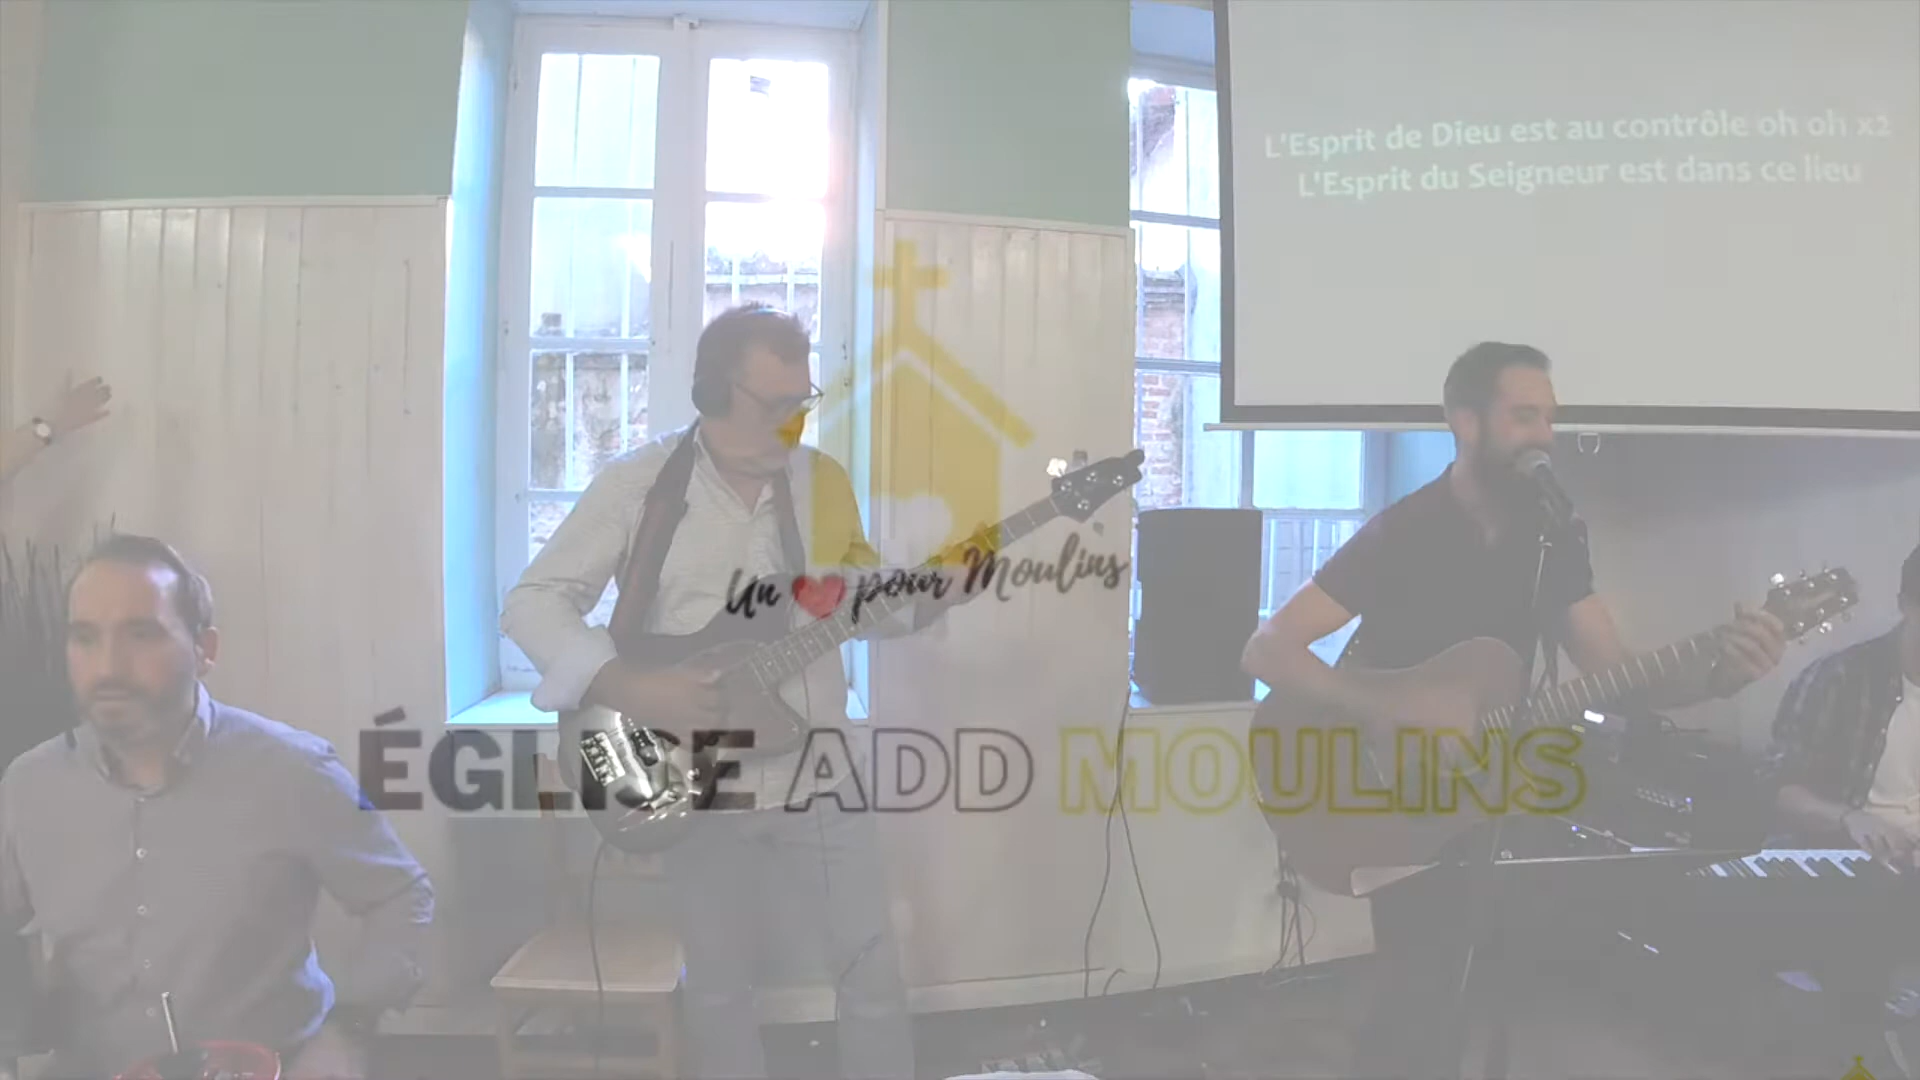 L'Esprit de Dieu est au contrôle oh oh x2
L'Esprit du Seigneur est dans ce lieu
Un ❤ pour Moulins
ÉGLISE ADD MOULINS